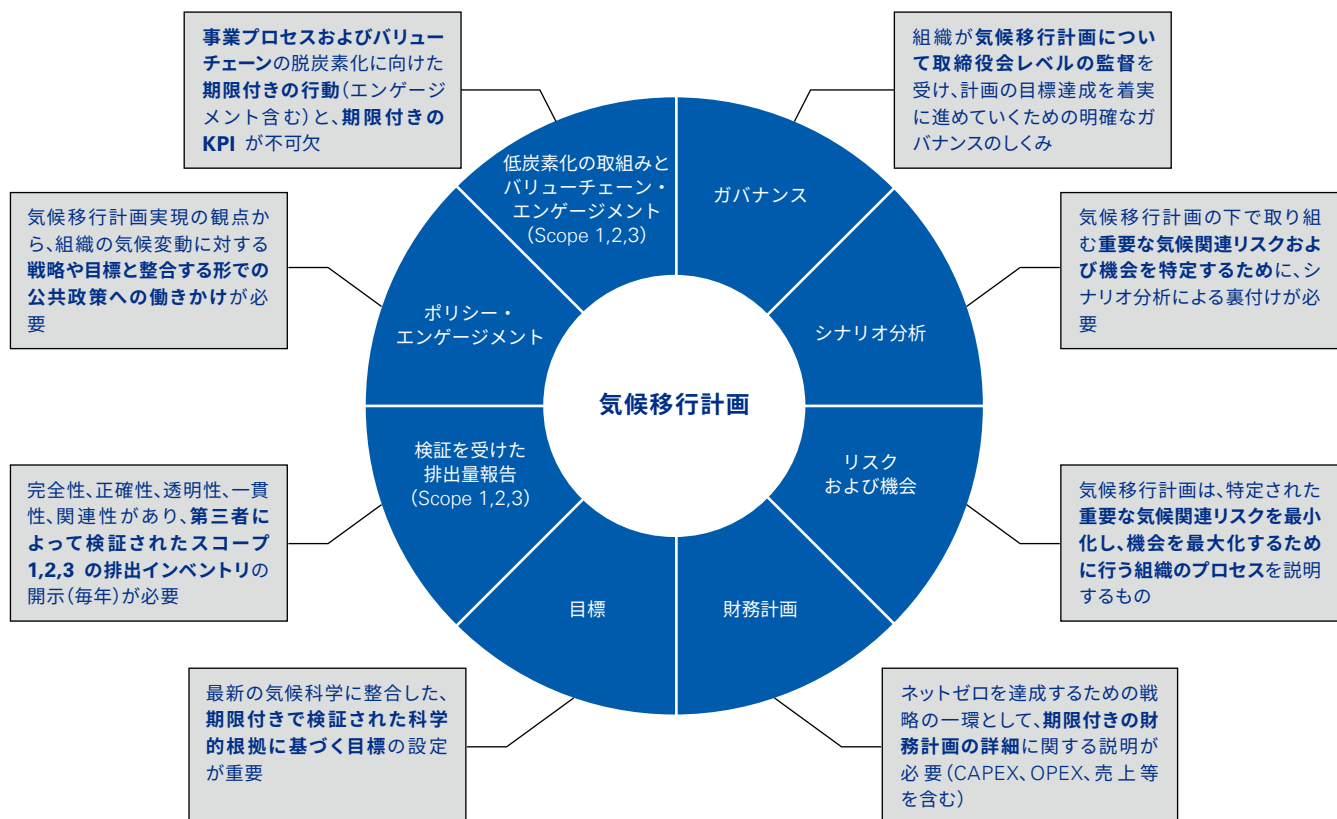 事業プロセスおよびバリュー
チェーンの脱炭素化に向けた
期限付きの行動(エンゲージ
メント含む)と、期限付きの
KPI が不可欠
組織が気候移行計画につい
て取締役会レベルの監督を
受け、計画の目標達成を着実
に進めていくための明確なガ
バナンスのしくみ
低炭素化の取組みと
バリューチェーン・
エンゲージメント
(Scope 1,2,3)
ガバナンス
気候移行計画実現の観点か
ら、組織の気候変動に対する
戦略や目標と整合する形での
公共政策への働きかけが必
要
気候移行計画の下で取り組
む重要な気候関連リスクおよ
び機会を特定するために、シ
ナリオ分析による裏付けが必
要
ポリシー・
エンゲージメント
シナリオ分析
気候移行計画
検証を受けた
排出量報告
(Scope 1,2,3)
リスク
および機会
完全性、正確性、透明性、一貫
性、関連性があり、第三者に
よって検証されたスコープ
1,2,3 の排出インベントリの
開示(毎年)が必要
気候移行計画は、特定された
重要な気候関連リスクを最小
化し、機会を最大化するため
に行う組織のプロセスを説明
するもの
目標
財務計画
最新の気候科学に整合した、
期限付きで検証された科学
的根拠に基づく目標の設定
が重要
ネットゼロを達成するための戦
略の一環として、期限付きの財
務計画の詳細に関する説明が
必要(CAPEX、OPEX、売上等
を含む)